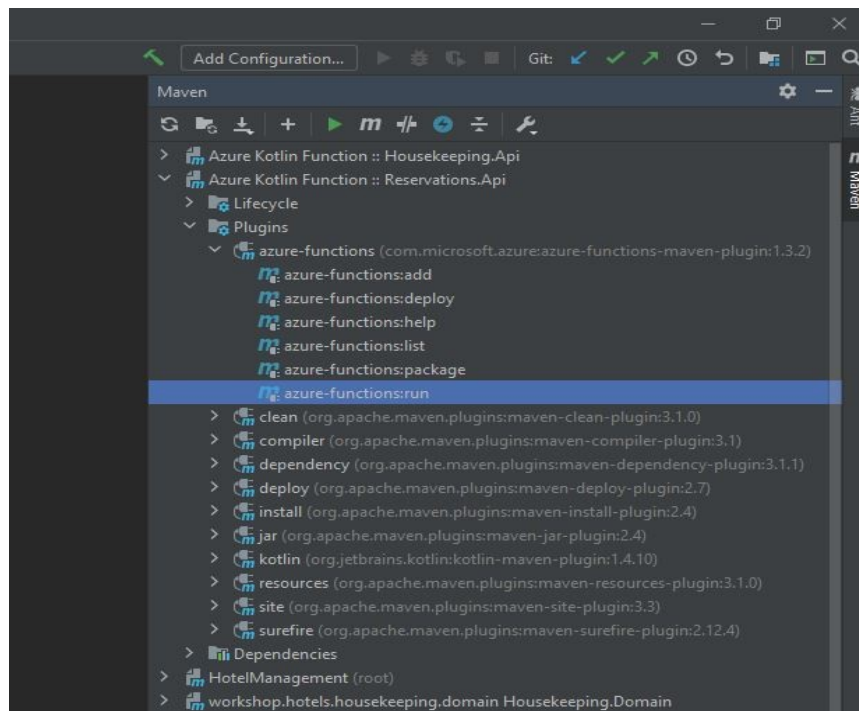 Add Configuration... Git:
Maven
m
Azure Kotlin Function :: Housekeeping.Api
Azure Kotlin Function :: Reservations.Api
Lifecycle
Plugins
azure-functions (com.microsoft.azure:azure-functions-maven-plugin:1.3.2)
azure-functions:add
azure-functions:deploy
azure-functions:help
azure-functions:list
azure-functions:package
azure-functions:run
clean (org.apache.maven.plugins:maven-clean-plugin:3.1.0)
compiler (org.apache.maven.plugins:maven-compiler-plugin:3.1)
dependency (org.apache.maven.plugins:maven-dependency-plugin:3.1.1)
deploy (org.apache.maven.plugins:maven-deploy-plugin:2.7)
install (org.apache.maven.plugins:maven-install-plugin:2.4)
jar (org.apache.maven.plugins:maven-jar-plugin:2.4)
kotlin (org.jetbrains.kotlin:kotlin-maven-plugin:1.4.10)
resources (org.apache.maven.plugins:maven-resources-plugin:3.1.0)
site (org.apache.maven.plugins:maven-site-plugin:3.3)
surefire (org.apache.maven.plugins:maven-surefire-plugin:2.12.4)
Dependencies
HotelManagement (root)
workshop.hotels.housekeeping.domain Housekeeping.Domain
Ant
Maven